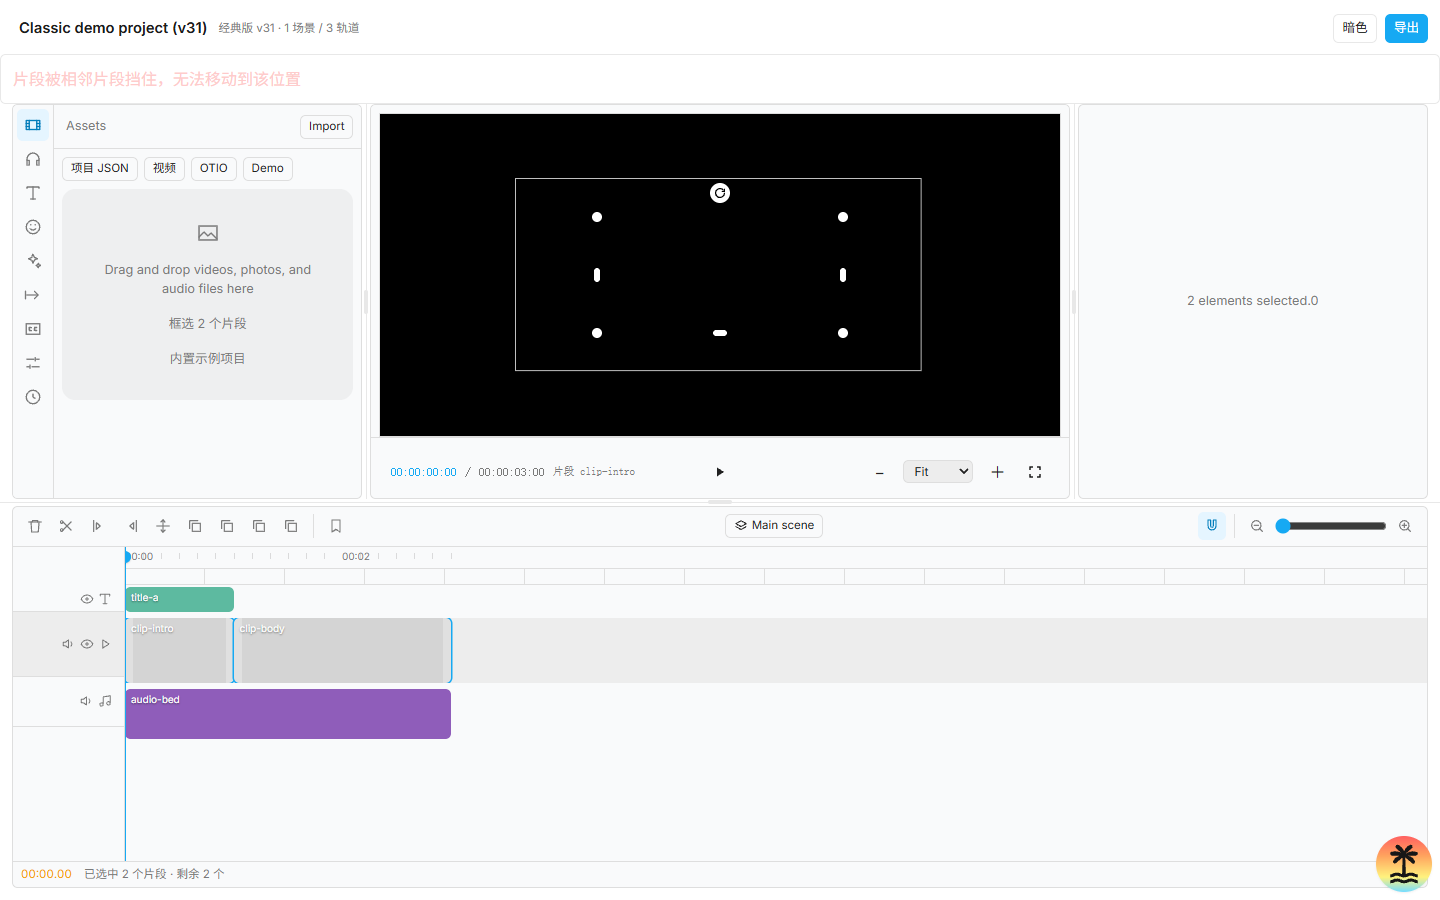 Classic demo project (v31) 经典版 v31 · 1 场景 / 3 轨道
暗色 导出
片段被相邻片段挡住，无法移动到该位置
Assets Import
项目 JSON 视频 OTIO Demo
Drag and drop videos, photos, and
audio files here
框选 2 个片段
内置示例项目
2 elements selected.0
00:00:00:00 / 00:00:03:00 片段 clip-intro
Fit
Main scene
0:00 00:02
title-a
clip-intro clip-body
audio-bed
00:00.00 已选中 2 个片段 · 剩余 2 个